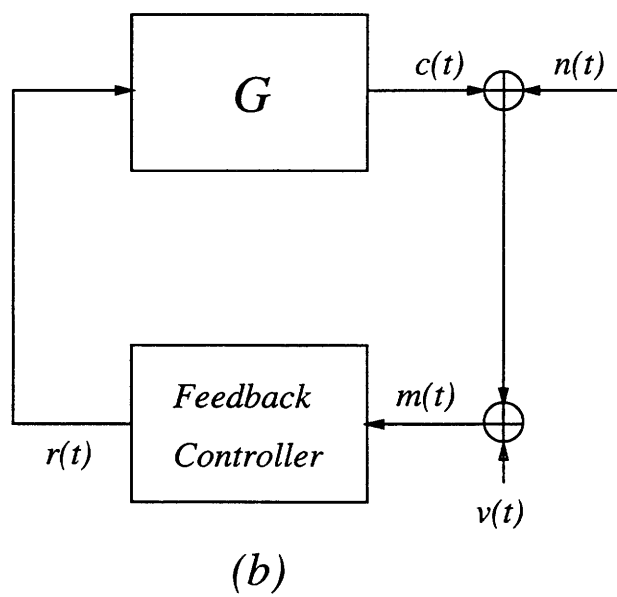 G
c(t)
n(t)
Feedback
Controller
m(t)
r(t)
v(t)
(b)